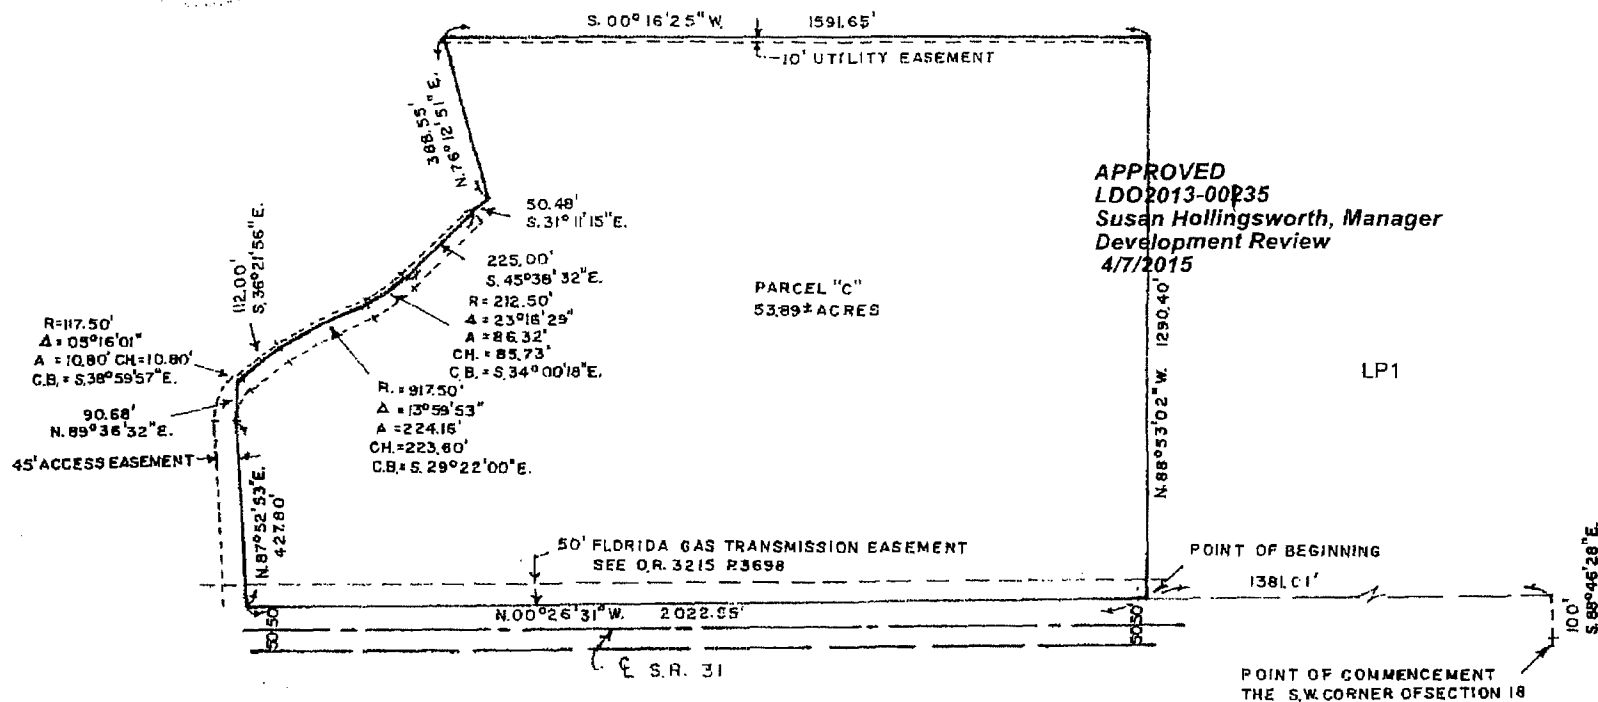 S. 00°16'25"W. 1591.65'
10' UTILITY EASEMENT
388.55'
N.76°12'51"E.
50.48'
S.31°11'15"E.
225.00'
S.45°38'32"E.
R=212.50'
Δ=23°16'29"
A=86.32'
CH.=85.73'
C.B.=S.34°00'18"E.
112.00'
S.36°21'56"E.
R=117.50'
Δ=05°16'01"
A=10.80' CH=10.80'
C.B.=S.38°59'57"E.
90.68'
N.89°36'32"E.
R.=917.50'
Δ=13°59'53"
A=224.16'
CH.=223.60'
C.B.=S.29°22'00"E.
45' ACCESS EASEMENT
N.87°52'53"E.
427.80'
PARCEL "C"
53.89± ACRES
APPROVED
LDO2013-00235
Susan Hollingsworth, Manager
Development Review
4/7/2015
N.88°53'02"W. 1290.40'
LP1
50' FLORIDA GAS TRANSMISSION EASEMENT
SEE O.R. 3215 P.3698
POINT OF BEGINNING
1381.01'
N.00°26'31"W. 2022.95'
50.50
50.50
℄ S.R. 31
100'
S.88°46'28"E.
POINT OF COMMENCEMENT
THE S.W. CORNER OF SECTION 18